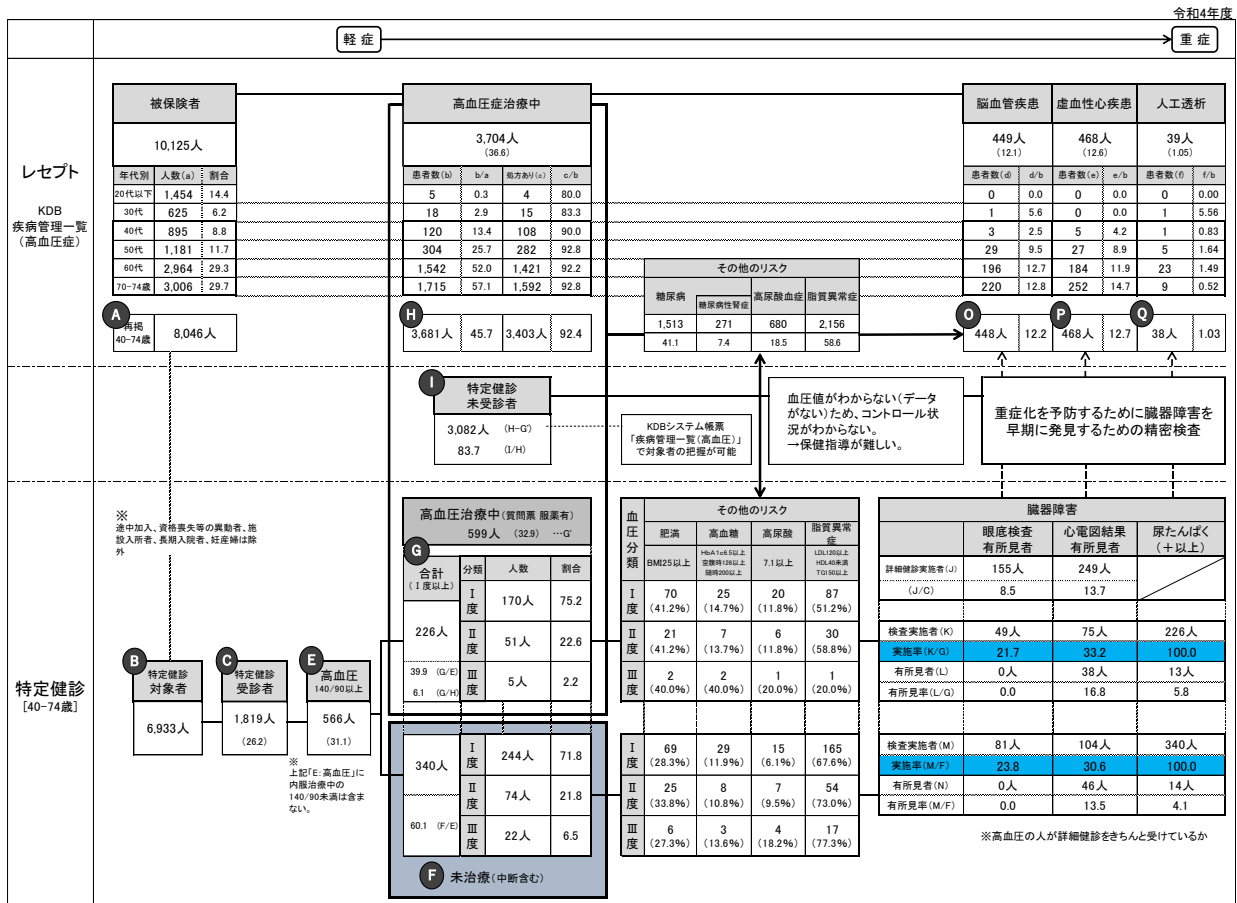 令和4年度
軽症
重症
レセプト
KDB
疾病管理一覧
（高血圧症）
被保険者
10,125人
年代別 人数(a) 割合
20代以下 1,454 14.4
30代 625 6.2
40代 895 8.8
50代 1,181 11.7
60代 2,964 29.3
70-74歳 3,006 29.7
A
再掲
40-74歳
8,046人
高血圧症治療中
3,704人
(36.6)
患者数(b) b/a 処方あり(c) c/b
5 0.3 4 80.0
18 2.9 15 83.3
120 13.4 108 90.0
304 25.7 282 92.8
1,542 52.0 1,421 92.2
1,715 57.1 1,592 92.8
H
3,681人 45.7 3,403人 92.4
その他のリスク
糖尿病 糖尿病性腎症 高尿酸血症 脂質異常症
1,513 271 680 2,156
41.1 7.4 18.5 58.6
脳血管疾患 虚血性心疾患 人工透析
449人 468人 39人
(12.1) (12.6) (1.05)
患者数(d) d/b 患者数(e) e/b 患者数(f) f/b
0 0.0 0 0.0 0 0.00
1 5.6 0 0.0 1 5.56
3 2.5 5 4.2 1 0.83
29 9.5 27 8.9 5 1.64
196 12.7 184 11.9 23 1.49
220 12.8 252 14.7 9 0.52
O P Q
448人 12.2 468人 12.7 38人 1.03
I
特定健診
未受診者
3,082人 (H-G')
83.7 (I/H)
KDBシステム帳票
「疾病管理一覧(高血圧)」
で対象者の把握が可能
血圧値がわからない（データ
がない）ため、コントロール状
況がわからない。
→保健指導が難しい。
重症化を予防するために臓器障害を
早期に発見するための精密検査
特定健診
[40-74歳]
※
途中加入、資格喪失等の異動者、施
設入所者、長期入院者、妊産婦は除
外
B
特定健診
対象者
6,933人
C
特定健診
受診者
1,819人
(26.2)
E
高血圧
140/90以上
566人
(31.1)
※
上記「E:高血圧」に
内服治療中の
140/90未満は含ま
ない。
高血圧治療中(質問票 服薬有)
599人 (32.9) …G'
G
合計
(Ⅰ度以上)
分類 人数 割合
Ⅰ度 170人 75.2
226人
Ⅱ度 51人 22.6
39.9 (G/E)
6.1 (G/H)
Ⅲ度 5人 2.2
340人
Ⅰ度 244人 71.8
Ⅱ度 74人 21.8
60.1 (F/E)
Ⅲ度 22人 6.5
F
未治療(中断含む)
血圧分類
その他のリスク
肥満 高血糖 高尿酸 脂質異常症
BMI25以上
HbA1c6.5以上
空腹時126以上
随時200以上
7.1以上
LDL120以上
HDL40未満
TG150以上
Ⅰ度 70 25 20 87
(41.2%) (14.7%) (11.8%) (51.2%)
Ⅱ度 21 7 6 30
(41.2%) (13.7%) (11.8%) (58.8%)
Ⅲ度 2 2 1 1
(40.0%) (40.0%) (20.0%) (20.0%)
Ⅰ度 69 29 15 165
(28.3%) (11.9%) (6.1%) (67.6%)
Ⅱ度 25 8 7 54
(33.8%) (10.8%) (9.5%) (73.0%)
Ⅲ度 6 3 4 17
(27.3%) (13.6%) (18.2%) (77.3%)
臓器障害
眼底検査 心電図結果 尿たんぱく
有所見者 有所見者 （＋以上）
詳細健診実施者(J) 155人 249人
(J/C) 8.5 13.7
検査実施者(K) 49人 75人 226人
実施率(K/G) 21.7 33.2 100.0
有所見者(L) 0人 38人 13人
有所見率(L/G) 0.0 16.8 5.8
検査実施者(M) 81人 104人 340人
実施率(M/F) 23.8 30.6 100.0
有所見者(N) 0人 46人 14人
有所見率(M/F) 0.0 13.5 4.1
※高血圧の人が詳細健診をきちんと受けているか